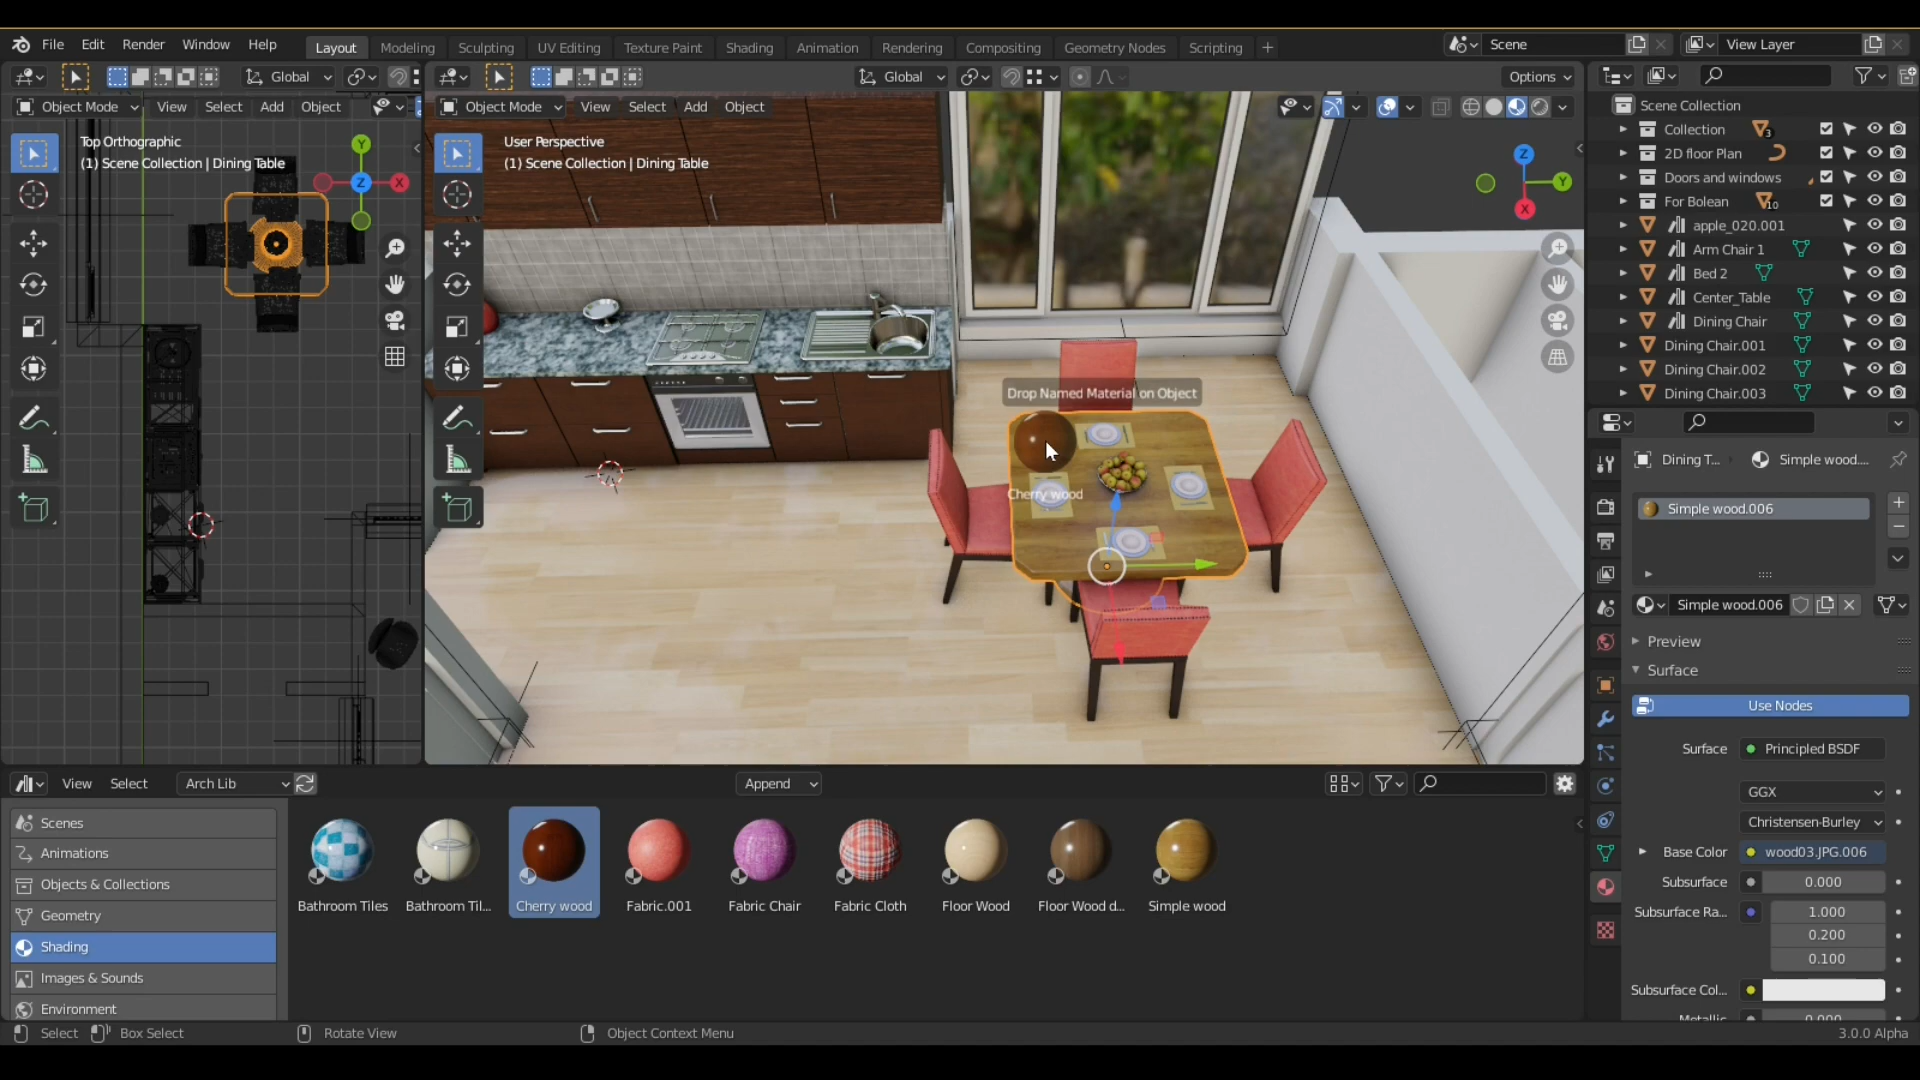 File Edit Render Window Help Layout Modeling Sculpting UV Editing Texture Paint Shading Animation Rendering Compositing Geometry Nodes Scripting + Scene View Layer
Global Global Options
Object Mode View Select Add Object Object Mode View Select Add Object
Top Orthographic
(1) Scene Collection | Dining Table
User Perspective
(1) Scene Collection | Dining Table
Y
Z
X
Z
Y
X
Drop Named Material on Object
Cherry wood
Scene Collection
Collection 3
2D floor Plan
Doors and windows
For Bolean 10
apple_020.001
Arm Chair 1
Bed 2
Center_Table
Dining Chair
Dining Chair.001
Dining Chair.002
Dining Chair.003
Dining T... Simple wood....
Simple wood.006
Simple wood.006
Preview
Surface
Use Nodes
Surface Principled BSDF
GGX
Christensen-Burley
Base Color wood03.JPG.006
Subsurface 0.000
Subsurface Ra... 1.000
0.200
0.100
Subsurface Col...
Metallic 0.000
View Select Arch Lib Append
Scenes
Animations
Objects & Collections
Geometry
Shading
Images & Sounds
Environment
Bathroom Tiles Bathroom Til... Cherry wood Fabric.001 Fabric Chair Fabric Cloth Floor Wood Floor Wood d... Simple wood
Select Box Select Rotate View Object Context Menu 3.0.0 Alpha